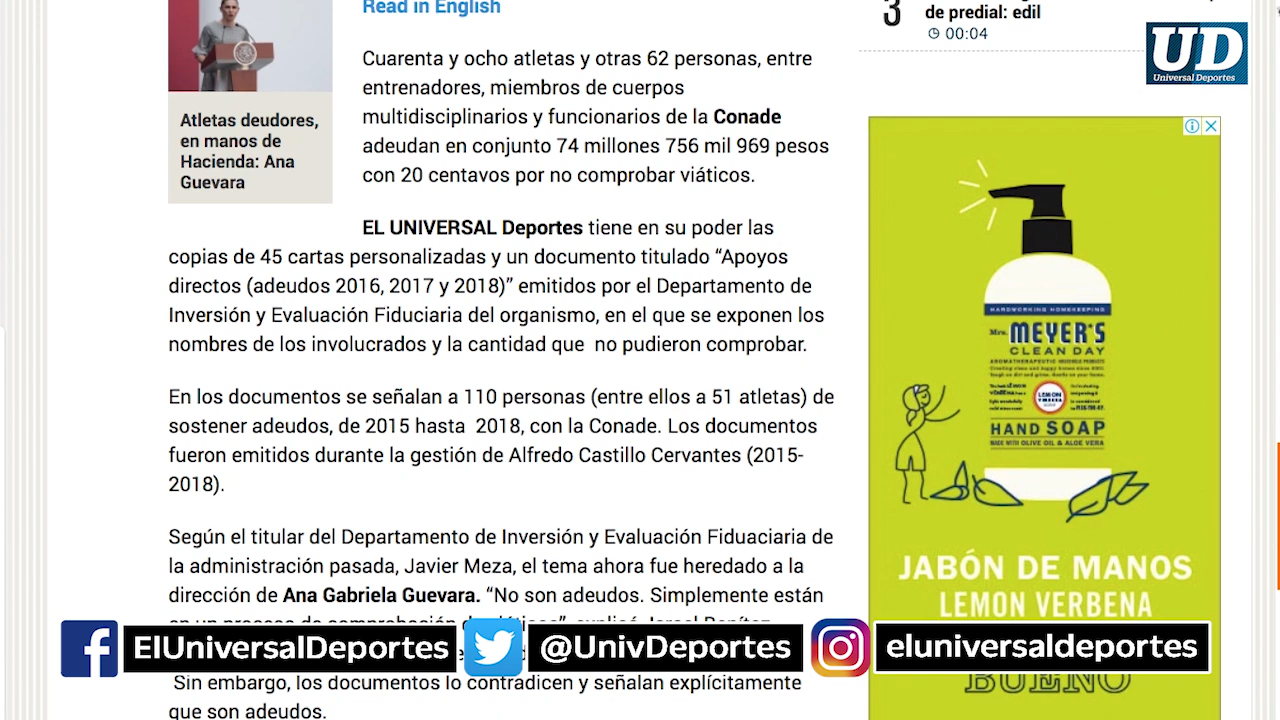 Read in English
Cuarenta y ocho atletas y otras 62 personas, entre
entrenadores, miembros de cuerpos
multidisciplinarios y funcionarios de la Conade
adeudan en conjunto 74 millones 756 mil 969 pesos
con 20 centavos por no comprobar viáticos.
Atletas deudores,
en manos de
Hacienda: Ana
Guevara
EL UNIVERSAL Deportes tiene en su poder las
copias de 45 cartas personalizadas y un documento titulado “Apoyos
directos (adeudos 2016, 2017 y 2018)” emitidos por el Departamento de
Inversión y Evaluación Fiduciaria del organismo, en el que se exponen los
nombres de los involucrados y la cantidad que no pudieron comprobar.
En los documentos se señalan a 110 personas (entre ellos a 51 atletas) de
sostener adeudos, de 2015 hasta 2018, con la Conade. Los documentos
fueron emitidos durante la gestión de Alfredo Castillo Cervantes (2015-
2018).
Según el titular del Departamento de Inversión y Evaluación Fiduaciaria de
la administración pasada, Javier Meza, el tema ahora fue heredado a la
dirección de Ana Gabriela Guevara. “No son adeudos. Simplemente están
Sin embargo, los documentos lo contradicen y señalan explícitamente
que son adeudos.
3
de predial: edil
00:04
UD
Universal Deportes
HARDWORKING HOMEKEEPING
Mrs. MEYER'S
CLEAN DAY
AROMATHERAPEUTIC HOUSEHOLD PRODUCTS
LEMON
VERBENA
HAND SOAP
MADE WITH OLIVE OIL & ALOE VERA
JABÓN DE MANOS
LEMON VERBENA
BUENO
ElUniversalDeportes
@UnivDeportes
eluniversaldeportes